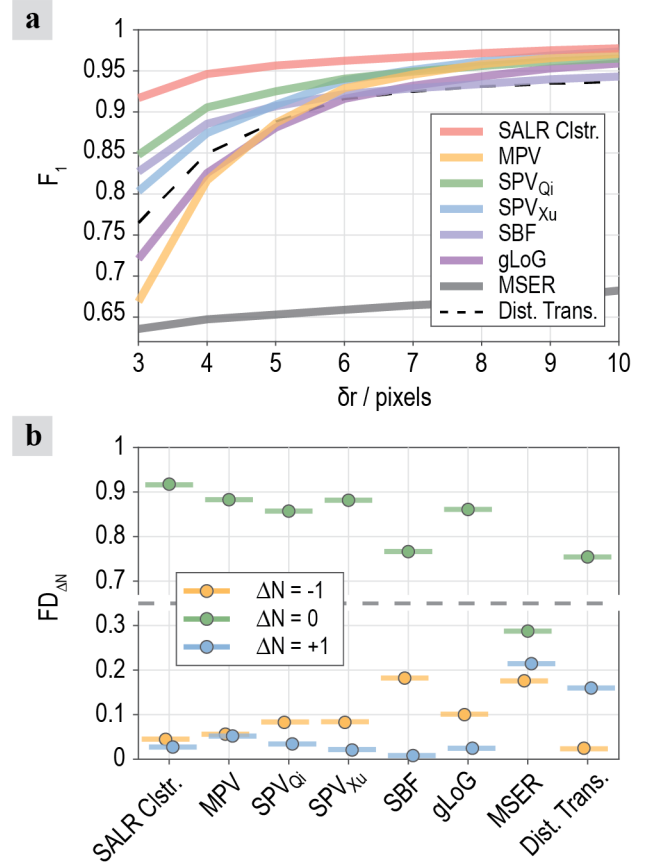 a
1
0.95
0.9
0.85
0.8
0.75
0.7
0.65
F1
SALR Clstr.
MPV
SPVQi
SPVXu
SBF
gLoG
MSER
Dist. Trans.
3 4 5 6 7 8 9 10
δr / pixels
b
1
0.9
0.8
0.7
0.3
0.2
0.1
0
FDΔN
ΔN = -1
ΔN = 0
ΔN = +1
SALR Clstr.
MPV
SPVQi
SPVXu
SBF
gLoG
MSER
Dist. Trans.